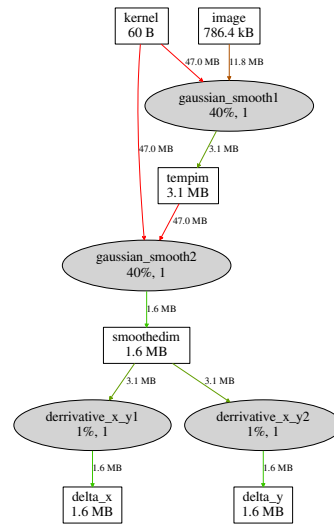 kernel
60 B
image
786.4 kB
47.0 MB
11.8 MB
gaussian_smooth1
40%, 1
3.1 MB
47.0 MB
tempim
3.1 MB
47.0 MB
gaussian_smooth2
40%, 1
1.6 MB
smoothedim
1.6 MB
3.1 MB
3.1 MB
derrivative_x_y1
1%, 1
derrivative_x_y2
1%, 1
1.6 MB
1.6 MB
delta_x
1.6 MB
delta_y
1.6 MB